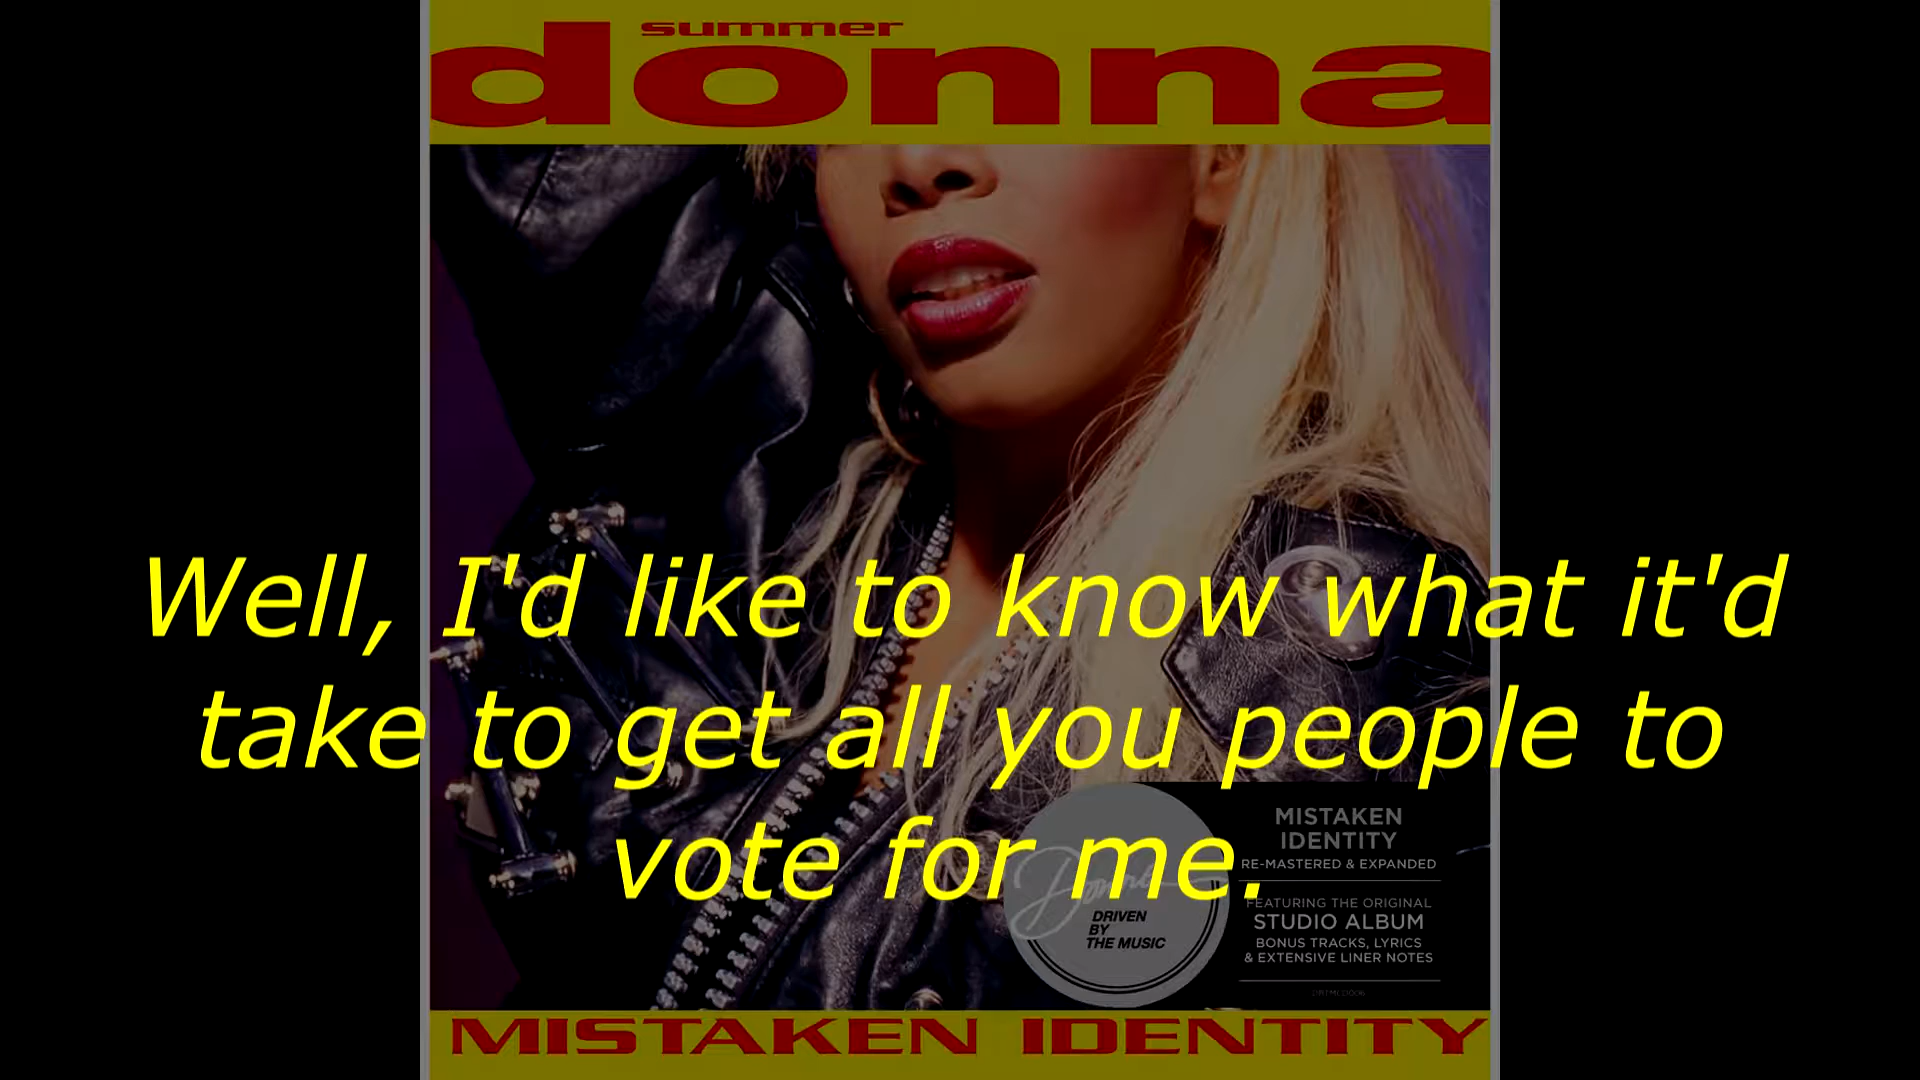 summer
donna
Well, I'd like to know what it'd
take to get all you people to
vote for me.
MISTAKEN
IDENTITY
RE-MASTERED & EXPANDED
FEATURING THE ORIGINAL
STUDIO ALBUM
BONUS TRACKS, LYRICS
& EXTENSIVE LINER NOTES
Donna
DRIVEN
BY
THE MUSIC
MISTAKEN IDENTITY